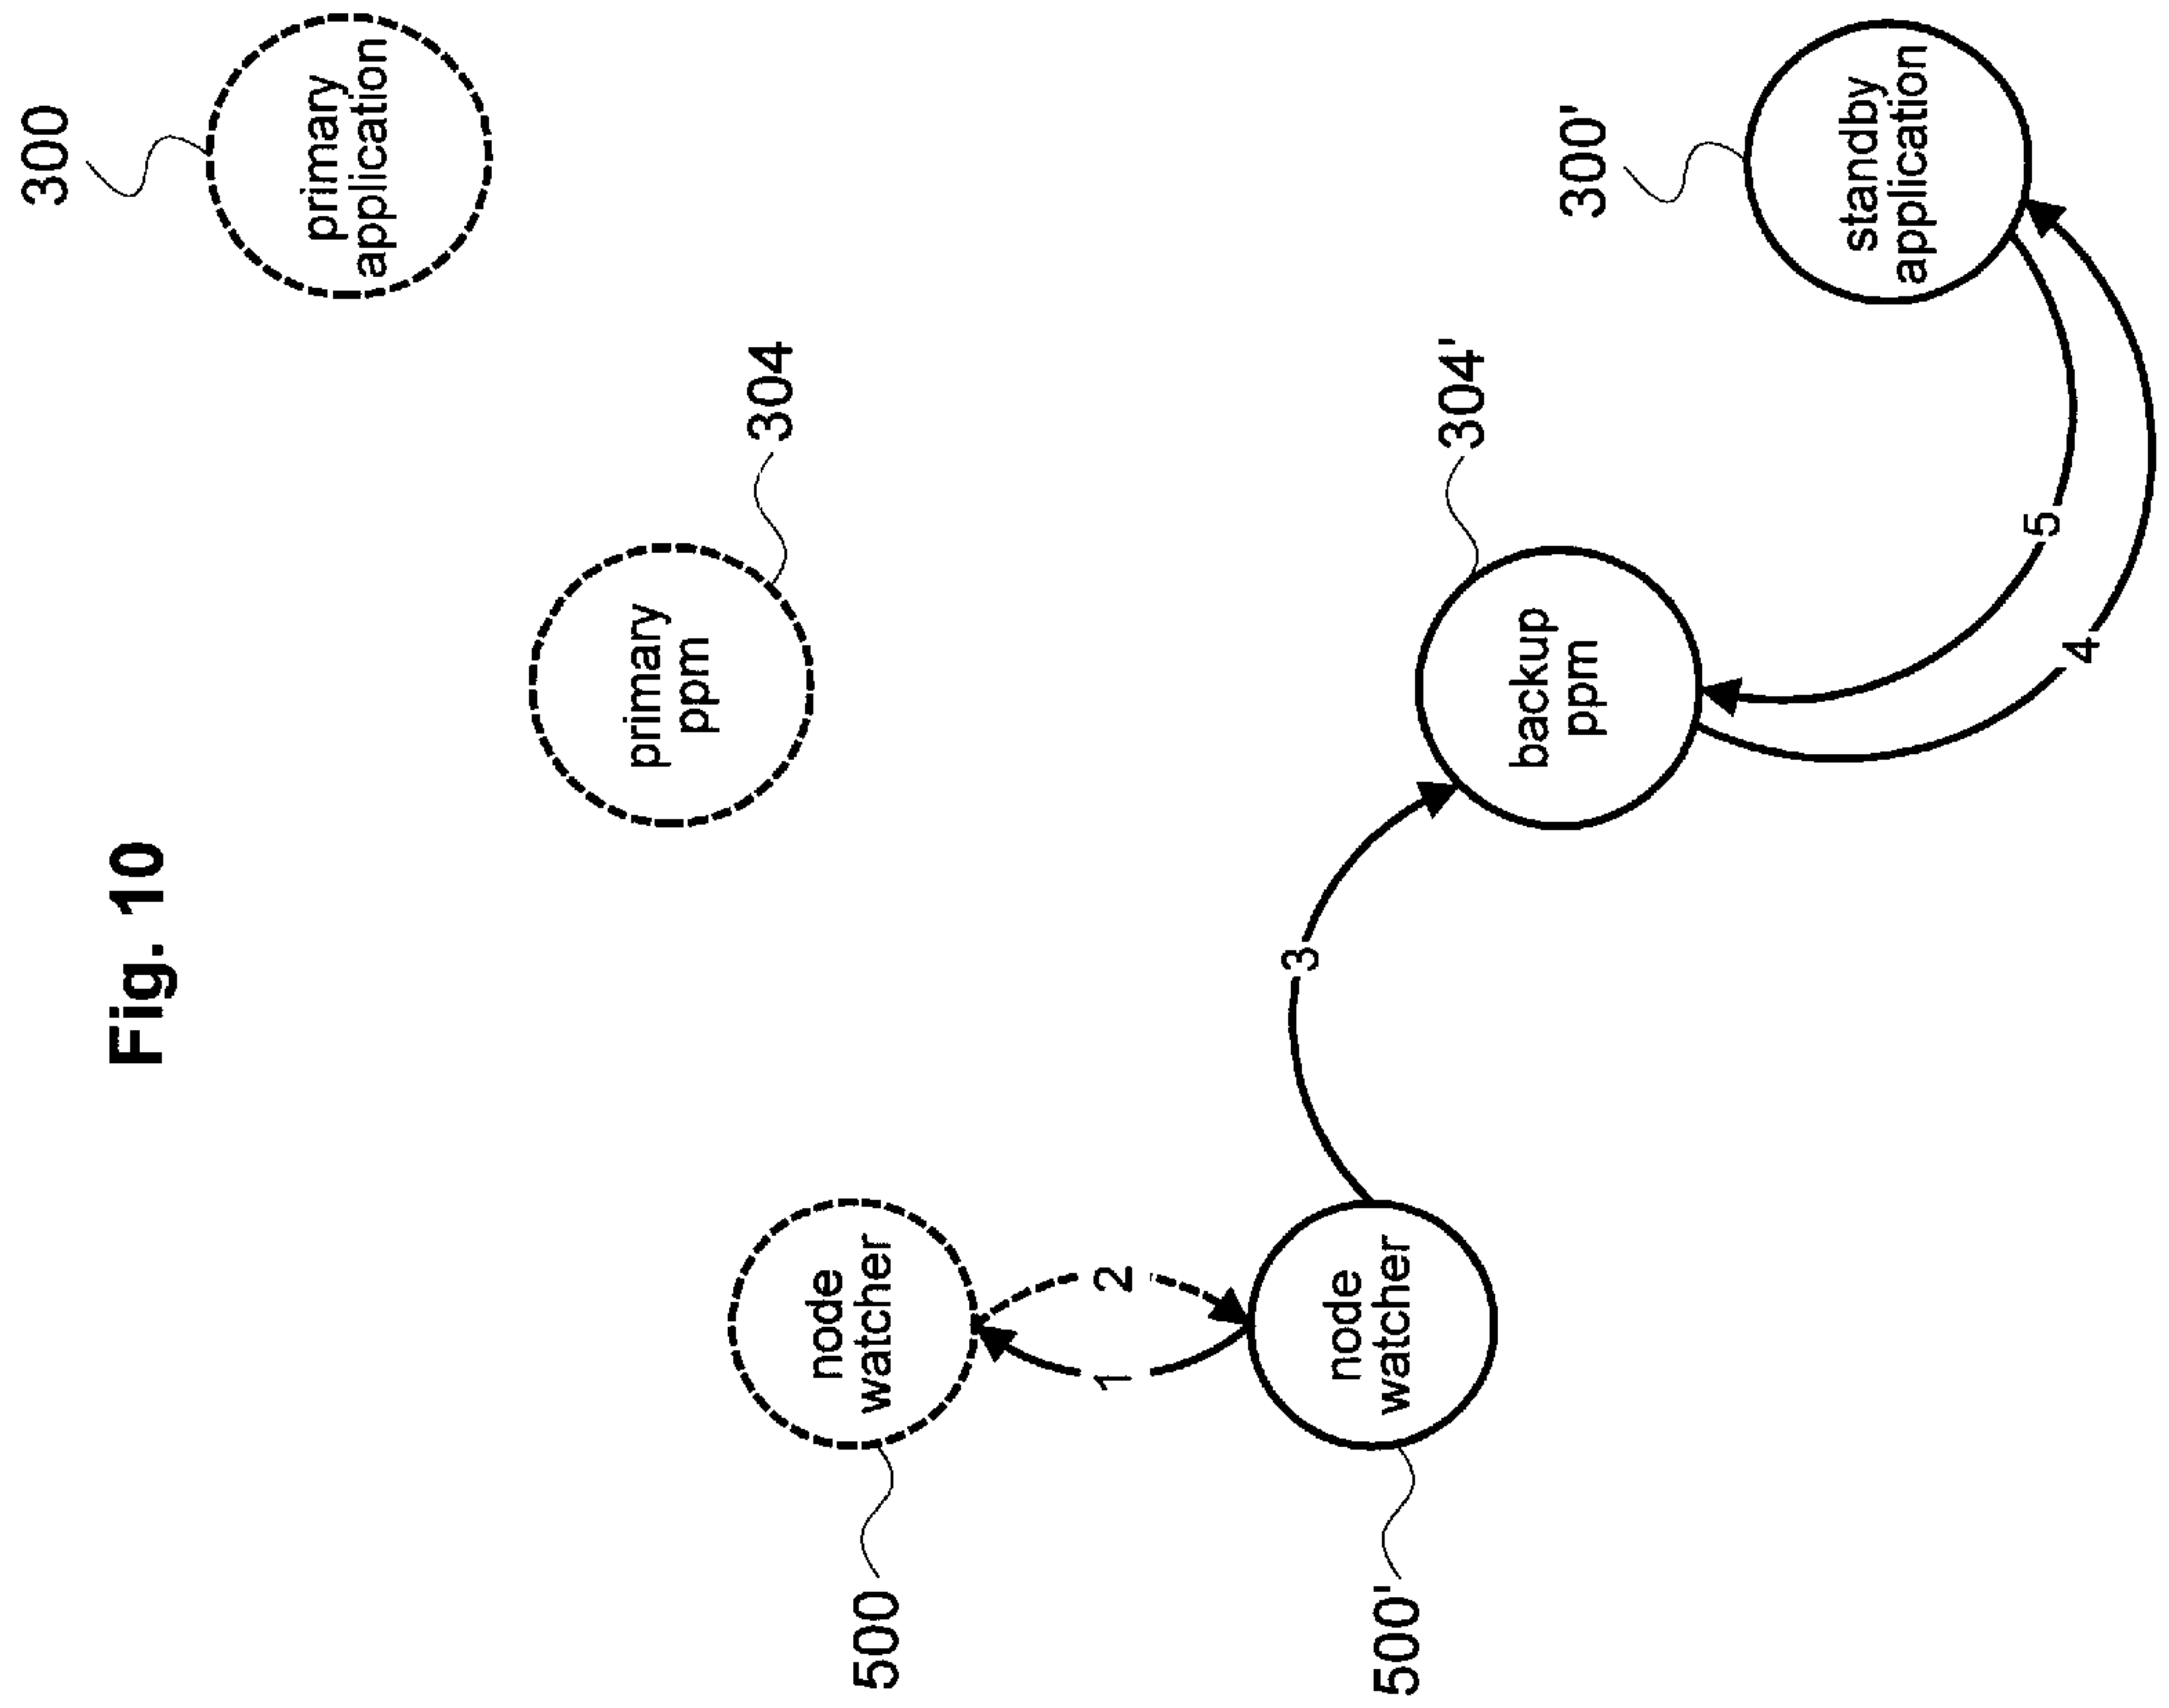 Fig. 10
300
primary
application
304
primary
ppm
500
node
watcher
1
2
500'
node
watcher
3
304'
backup
ppm
300'
standby
application
5
4